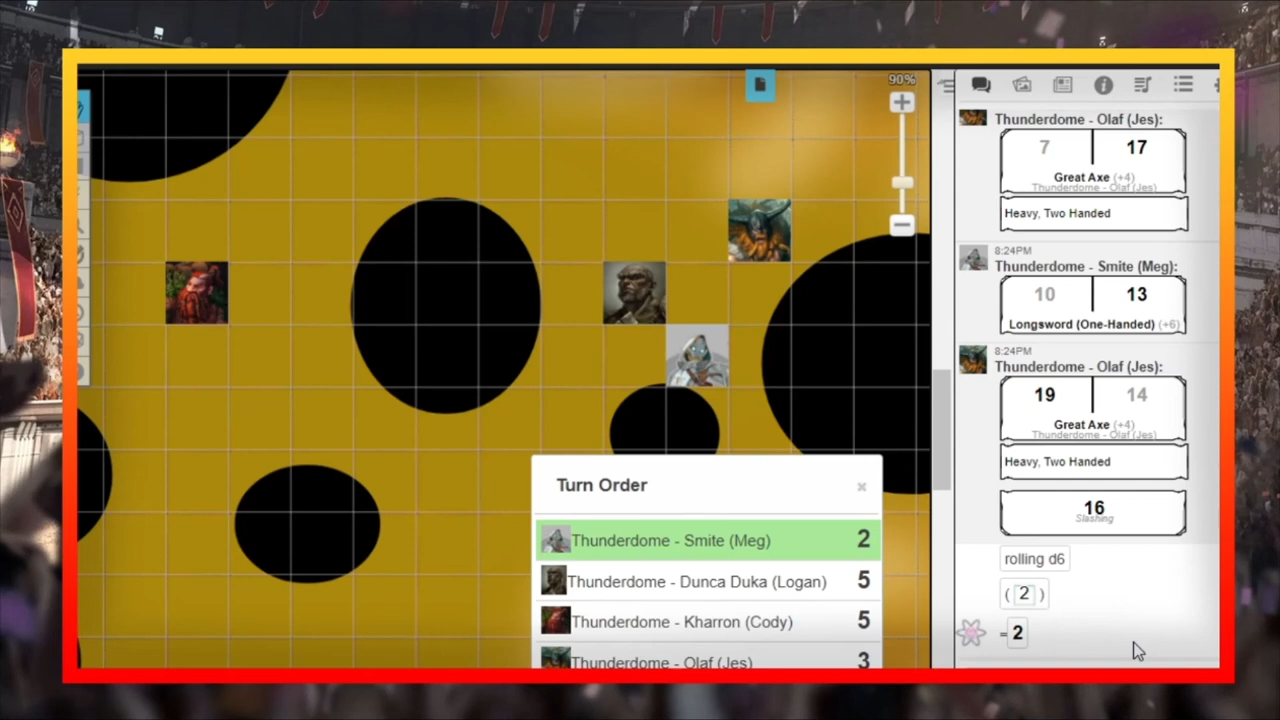 90%
Thunderdome - Olaf (Jes):
7 17
Great Axe (+4)
Thunderdome - Olaf (Jes)
Heavy, Two Handed
8:24PM
Thunderdome - Smite (Meg):
10 13
Longsword (One-Handed) (+6)
8:24PM
Thunderdome - Olaf (Jes):
19 14
Great Axe (+4)
Thunderdome - Olaf (Jes)
Heavy, Two Handed
16
Slashing
rolling d6
( 2 )
= 2
Turn Order ×
Thunderdome - Smite (Meg) 2
Thunderdome - Dunca Duka (Logan) 5
Thunderdome - Kharron (Cody) 5
Thunderdome - Olaf (Jes) 3